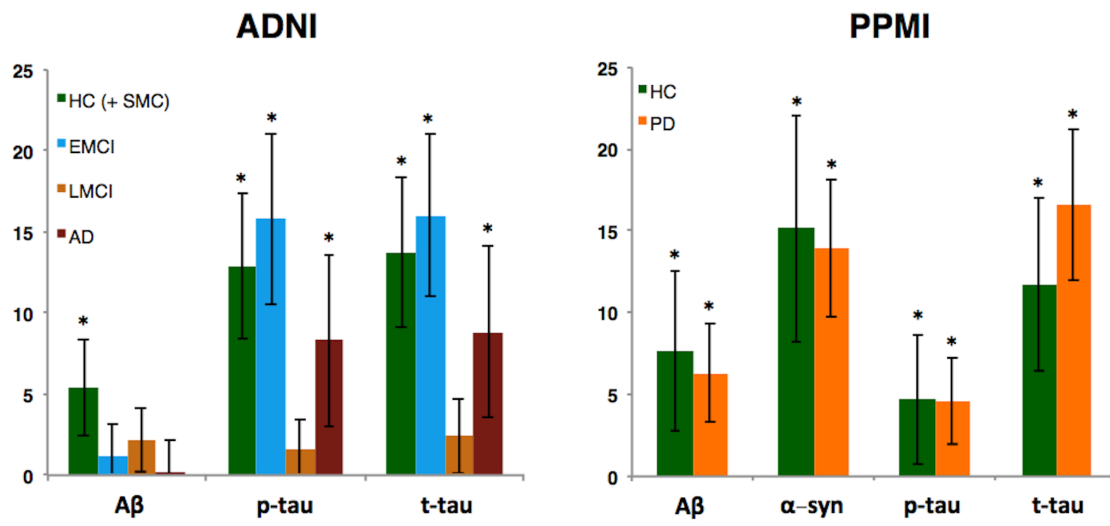 ADNI
25
20
15
10
5
0
HC (+ SMC)
EMCI
LMCI
AD
*
*
*
*
*
*
*
Aβ p-tau t-tau
PPMI
25
20
15
10
5
0
HC
PD
*
*
*
*
*
*
*
*
Aβ α-syn p-tau t-tau